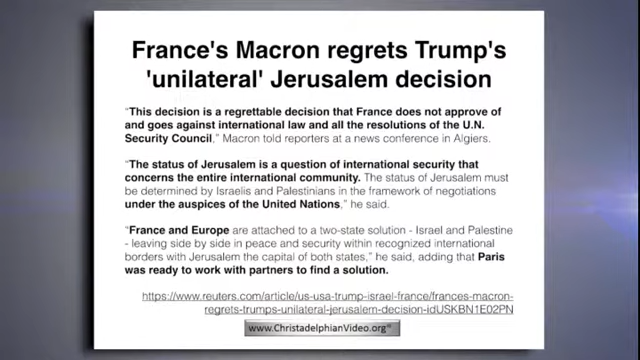 France's Macron regrets Trump's
'unilateral' Jerusalem decision
“This decision is a regrettable decision that France does not approve of
and goes against international law and all the resolutions of the U.N.
Security Council,” Macron told reporters at a news conference in Algiers.
“The status of Jerusalem is a question of international security that
concerns the entire international community. The status of Jerusalem must
be determined by Israelis and Palestinians in the framework of negotiations
under the auspices of the United Nations,” he said.
“France and Europe are attached to a two-state solution - Israel and Palestine
- leaving side by side in peace and security within recognized international
borders with Jerusalem the capital of both states,” he said, adding that Paris
was ready to work with partners to find a solution.
https://www.reuters.com/article/us-usa-trump-israel-france/frances-macron-
regrets-trumps-unilateral-jerusalem-decision-idUSKBN1E02PN
www.ChristadelphianVideo.org